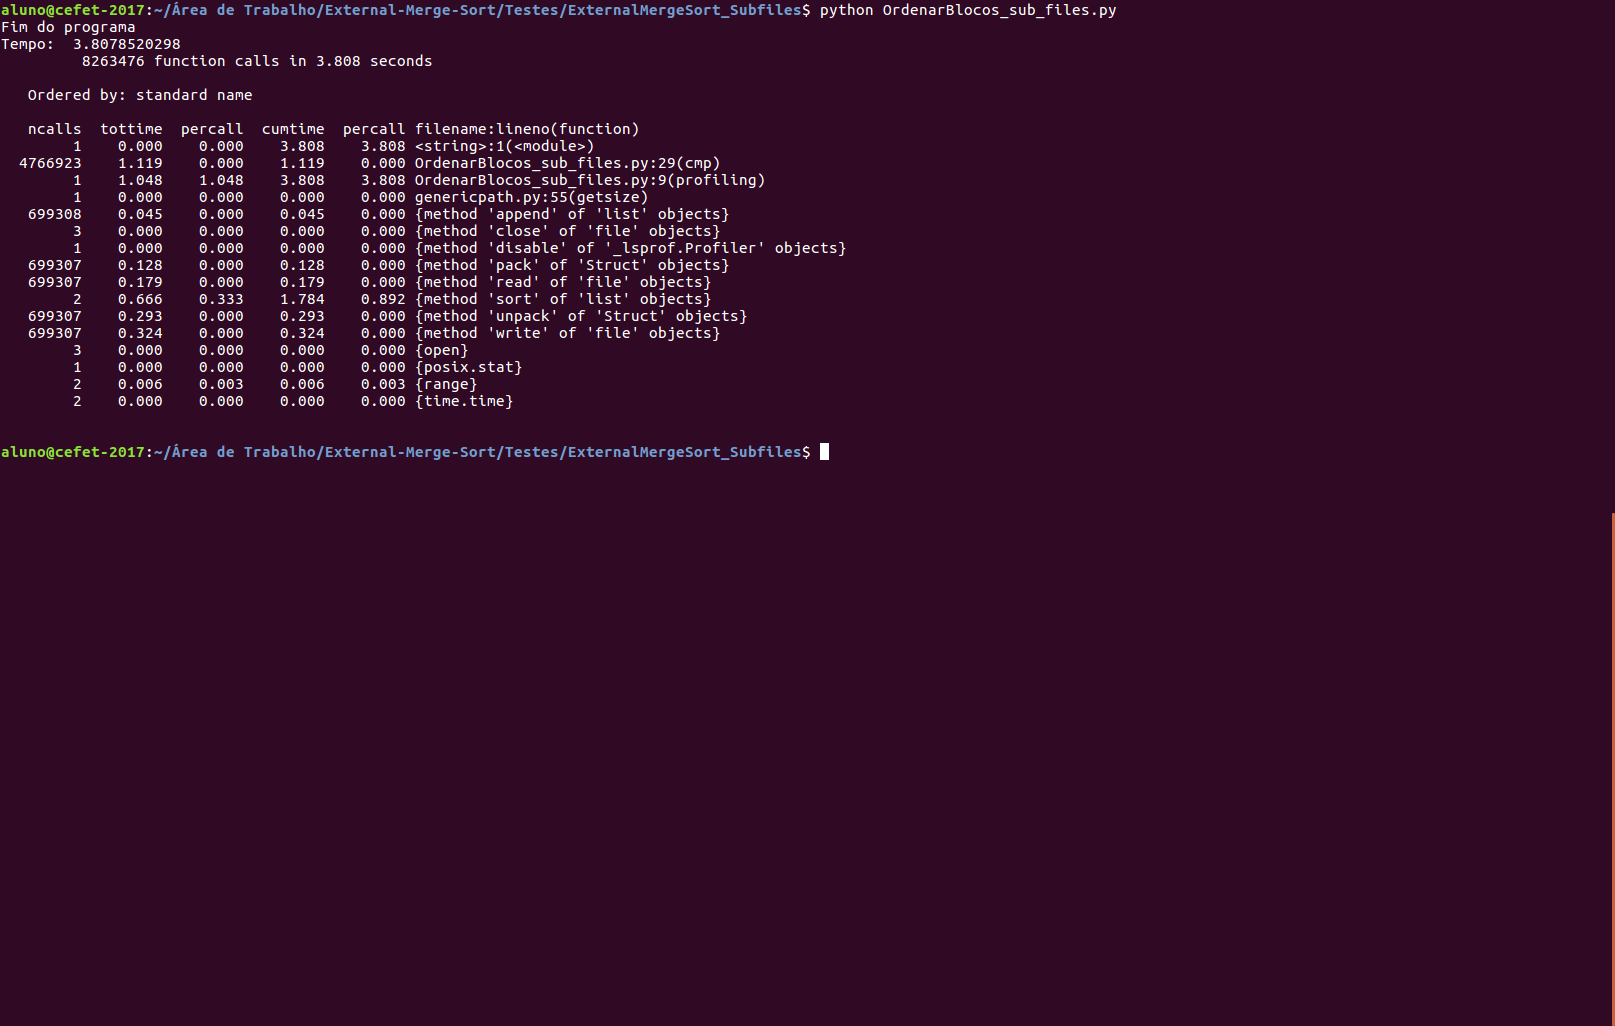 aluno@cefet-2017:~/Área de Trabalho/External-Merge-Sort/Testes/ExternalMergeSort_Subfiles$ python OrdenarBlocos_sub_files.py
Fim do programa
Tempo:  3.8078520298
         8263476 function calls in 3.808 seconds

   Ordered by: standard name

   ncalls  tottime  percall  cumtime  percall filename:lineno(function)
        1    0.000    0.000    3.808    3.808 <string>:1(<module>)
  4766923    1.119    0.000    1.119    0.000 OrdenarBlocos_sub_files.py:29(cmp)
        1    1.048    1.048    3.808    3.808 OrdenarBlocos_sub_files.py:9(profiling)
        1    0.000    0.000    0.000    0.000 genericpath.py:55(getsize)
   699308    0.045    0.000    0.045    0.000 {method 'append' of 'list' objects}
        3    0.000    0.000    0.000    0.000 {method 'close' of 'file' objects}
        1    0.000    0.000    0.000    0.000 {method 'disable' of '_lsprof.Profiler' objects}
   699307    0.128    0.000    0.128    0.000 {method 'pack' of 'Struct' objects}
   699307    0.179    0.000    0.179    0.000 {method 'read' of 'file' objects}
        2    0.666    0.333    1.784    0.892 {method 'sort' of 'list' objects}
   699307    0.293    0.000    0.293    0.000 {method 'unpack' of 'Struct' objects}
   699307    0.324    0.000    0.324    0.000 {method 'write' of 'file' objects}
        3    0.000    0.000    0.000    0.000 {open}
        1    0.000    0.000    0.000    0.000 {posix.stat}
        2    0.006    0.003    0.006    0.003 {range}
        2    0.000    0.000    0.000    0.000 {time.time}

aluno@cefet-2017:~/Área de Trabalho/External-Merge-Sort/Testes/ExternalMergeSort_Subfiles$